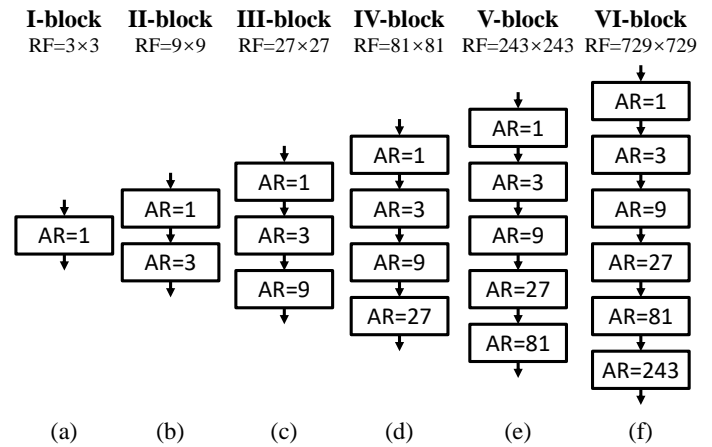 I-block II-block III-block IV-block V-block VI-block
RF=3×3 RF=9×9 RF=27×27 RF=81×81 RF=243×243 RF=729×729
AR=1
AR=1
AR=3
AR=1
AR=3
AR=9
AR=1
AR=3
AR=9
AR=27
AR=1
AR=3
AR=9
AR=27
AR=81
AR=1
AR=3
AR=9
AR=27
AR=81
AR=243
(a) (b) (c) (d) (e) (f)